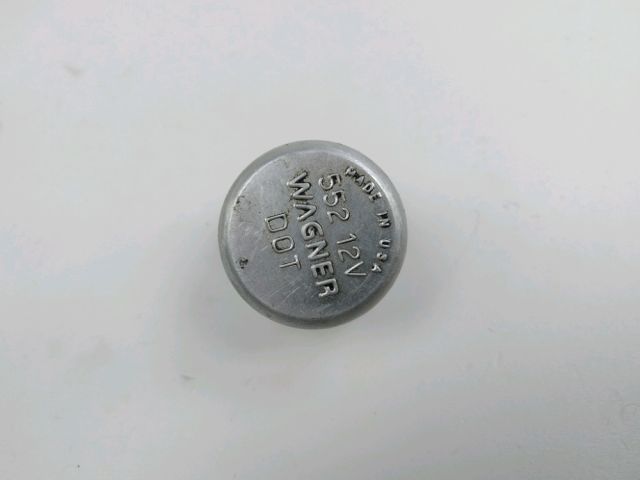 MADE IN USA
552 12V
WAGNER
DOT